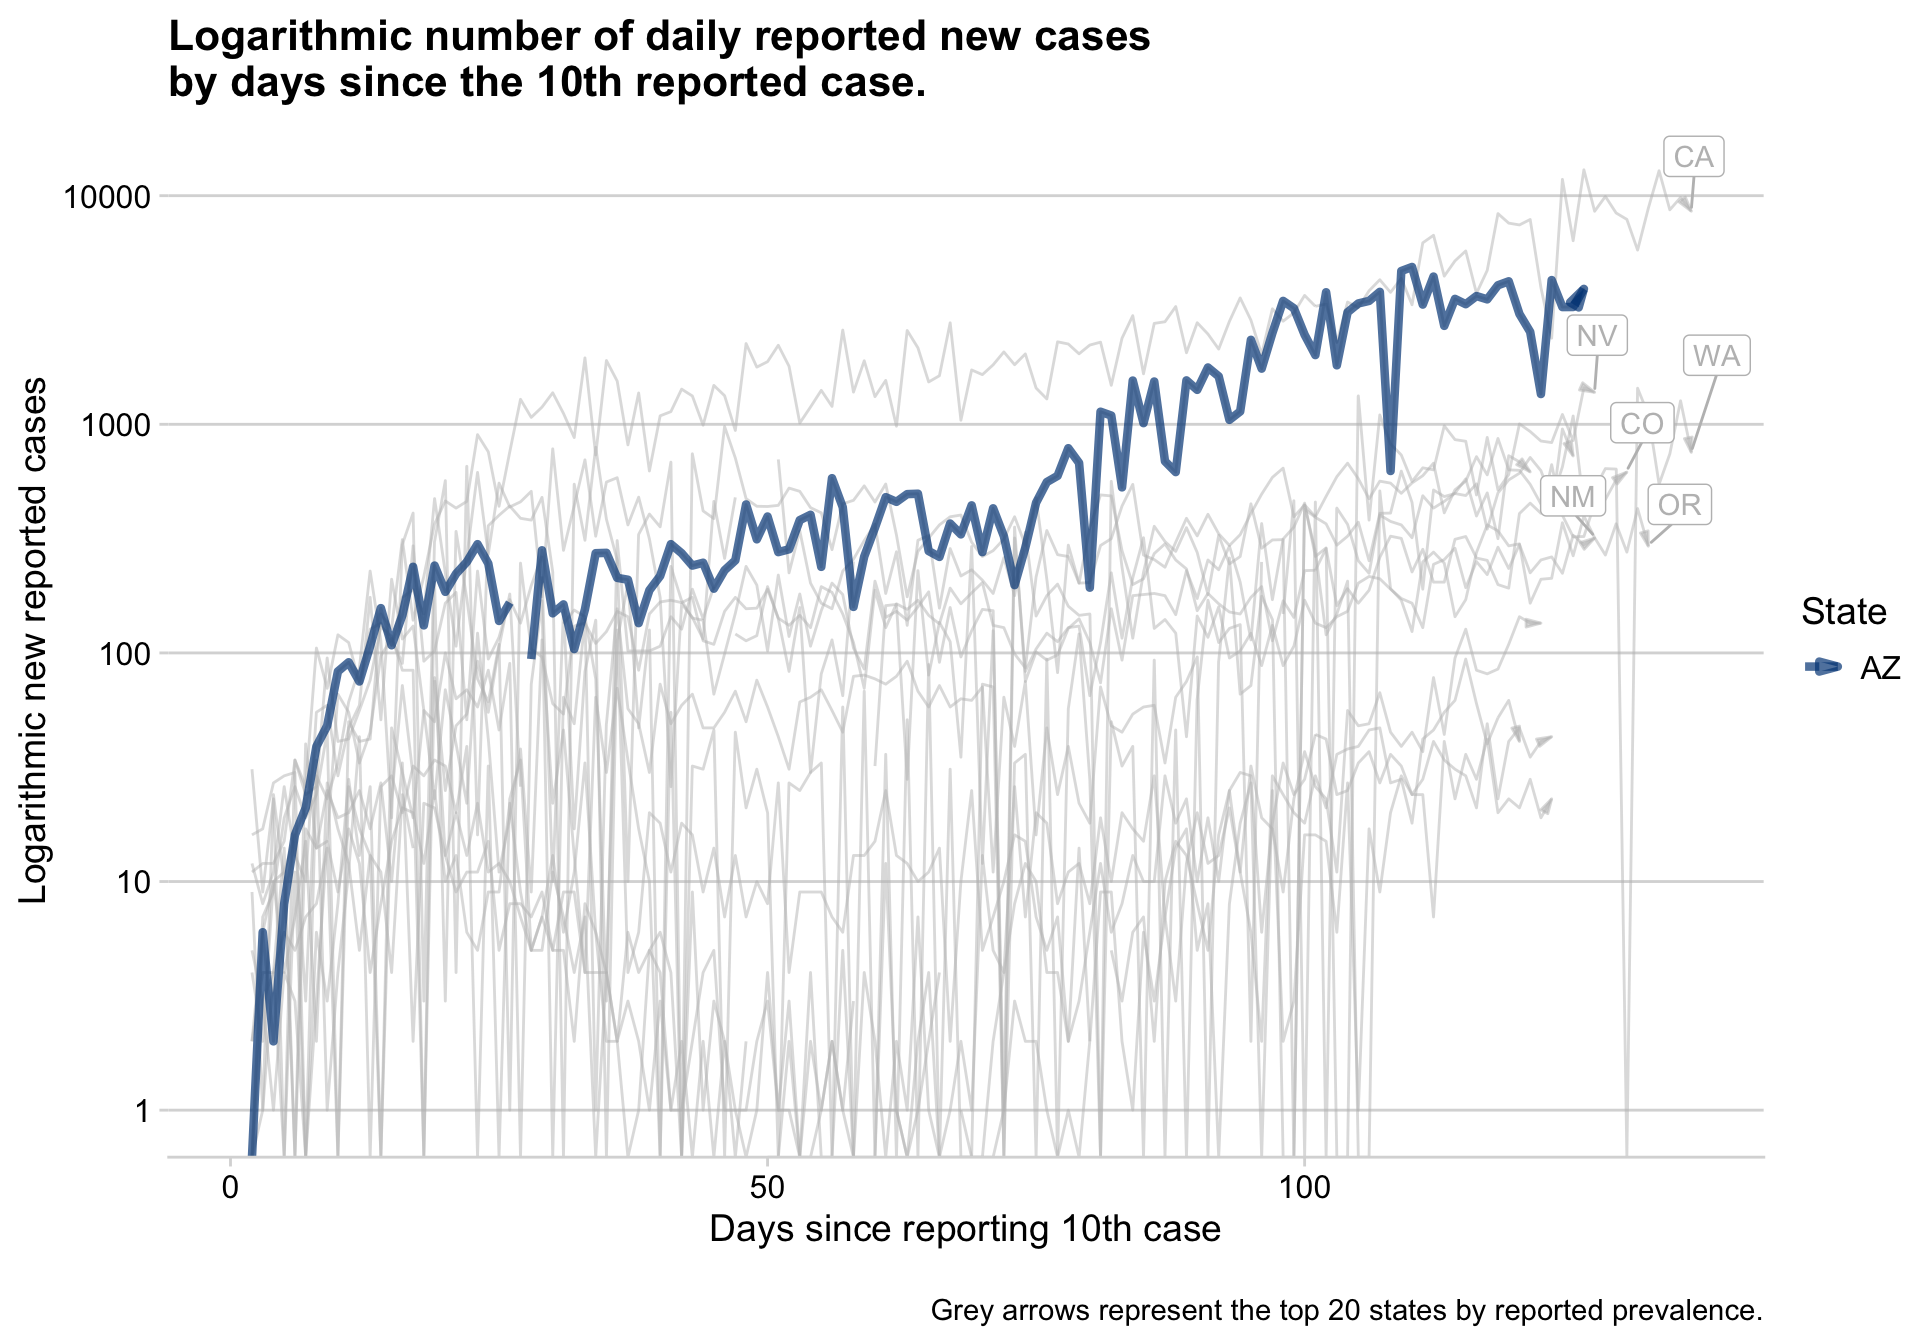 Logarithmic number of daily reported new cases
by days since the 10th reported case.
CA
10000
NV
WA
1000
CO
NM
OR
State
AZ
100
10
1
Logarithmic new reported cases
0 50 100
Days since reporting 10th case
Grey arrows represent the top 20 states by reported prevalence.